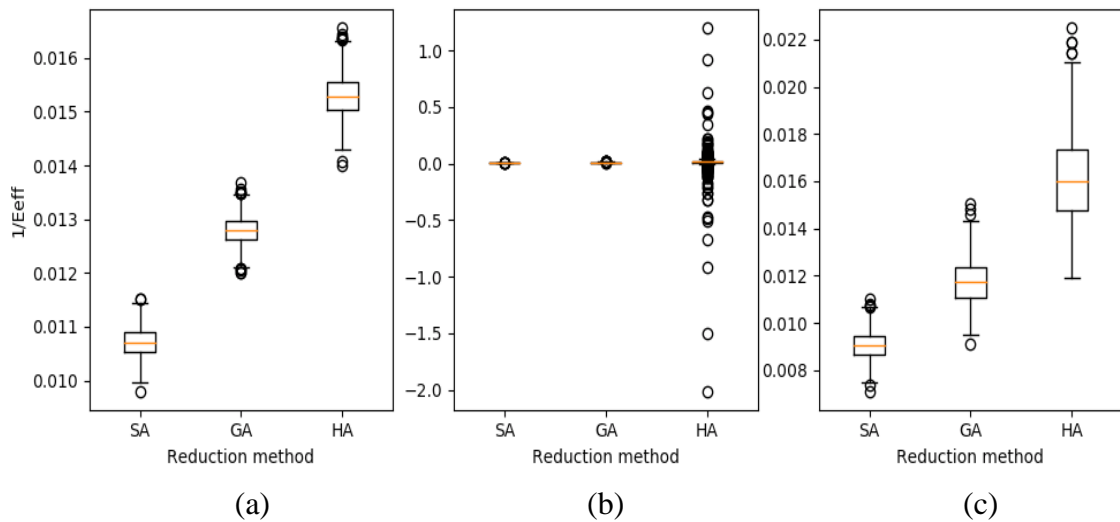 1/Eeff
0.016
0.015
0.014
0.013
0.012
0.011
0.010
SA GA HA
Reduction method
(a)
1.0
0.5
0.0
−0.5
−1.0
−1.5
−2.0
SA GA HA
Reduction method
(b)
0.022
0.020
0.018
0.016
0.014
0.012
0.010
0.008
SA GA HA
Reduction method
(c)